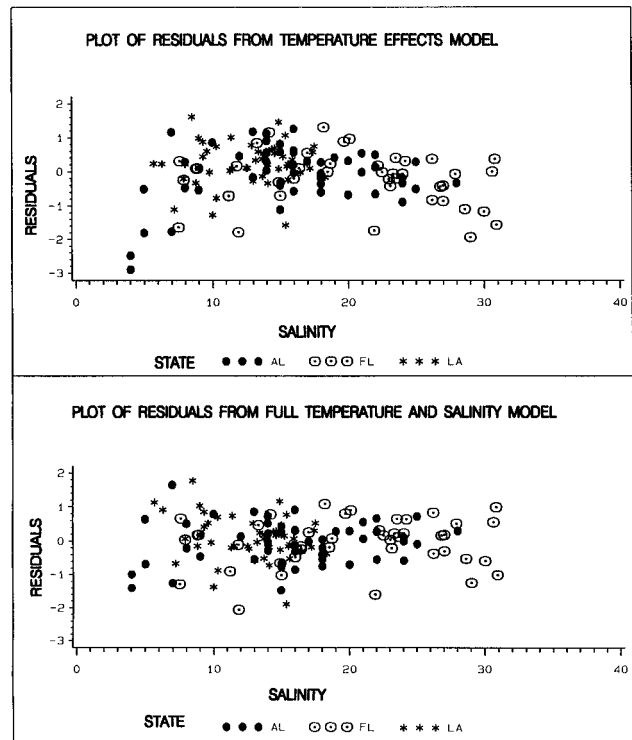 PLOT OF RESIDUALS FROM TEMPERATURE EFFECTS MODEL
2
1
0
-1
-2
-3
RESIDUALS
0 10 20 30 40
SALINITY
STATE AL FL LA
PLOT OF RESIDUALS FROM FULL TEMPERATURE AND SALINITY MODEL
2
1
0
-1
-2
-3
RESIDUALS
0 10 20 30 40
SALINITY
STATE AL FL LA